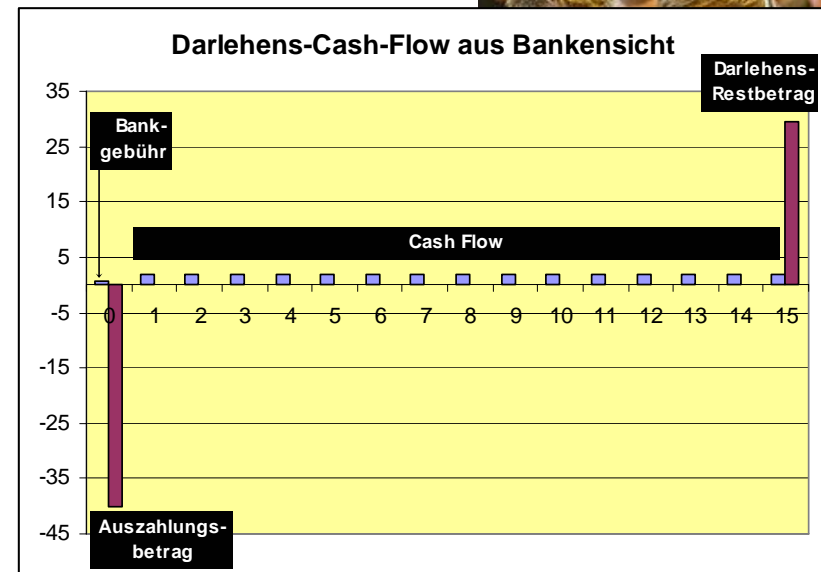 Darlehens-Cash-Flow aus Bankensicht
Darlehens-
Restbetrag
35
Bank-
gebühr
25
15
Cash Flow
5
-5
0 1 2 3 4 5 6 7 8 9 10 11 12 13 14 15
-15
-25
-35
-45
Auszahlungs-
betrag